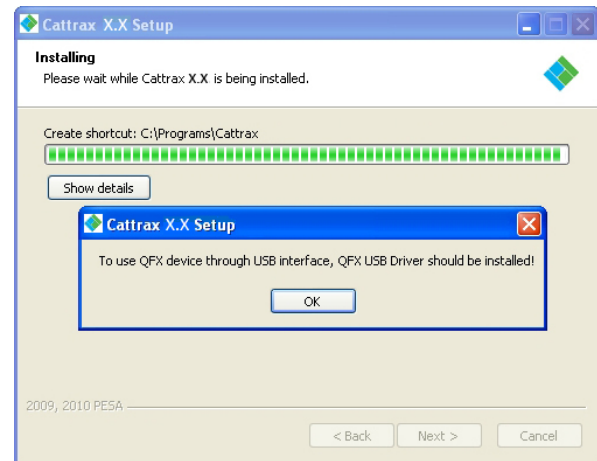 Cattrax X.X Setup
Installing
Please wait while Cattrax X.X is being installed.
Create shortcut: C:\Programs\Cattrax
Show details
Cattrax X.X Setup
To use QFX device through USB interface, QFX USB Driver should be installed!
OK
2009, 2010 PESA
< Back Next > Cancel